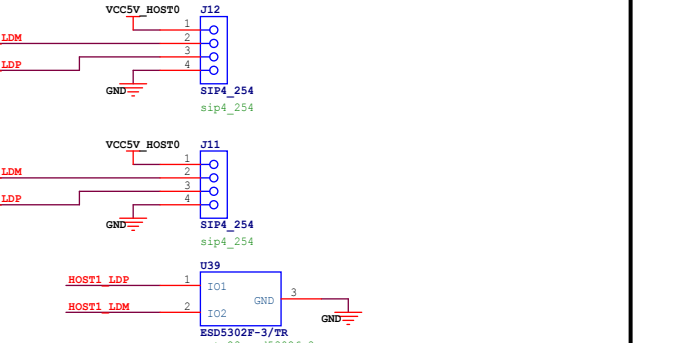 VCC5V_HOST0
J12
1
LDM
2
3
LDP
4
GND
SIP4_254
sip4_254
VCC5V_HOST0
J11
1
LDM
2
3
LDP
4
GND
SIP4_254
sip4_254
U39
HOST1_LDP
1
IO1
3
GND
HOST1_LDM
2
IO2
GND
ESD5302F-3/TR